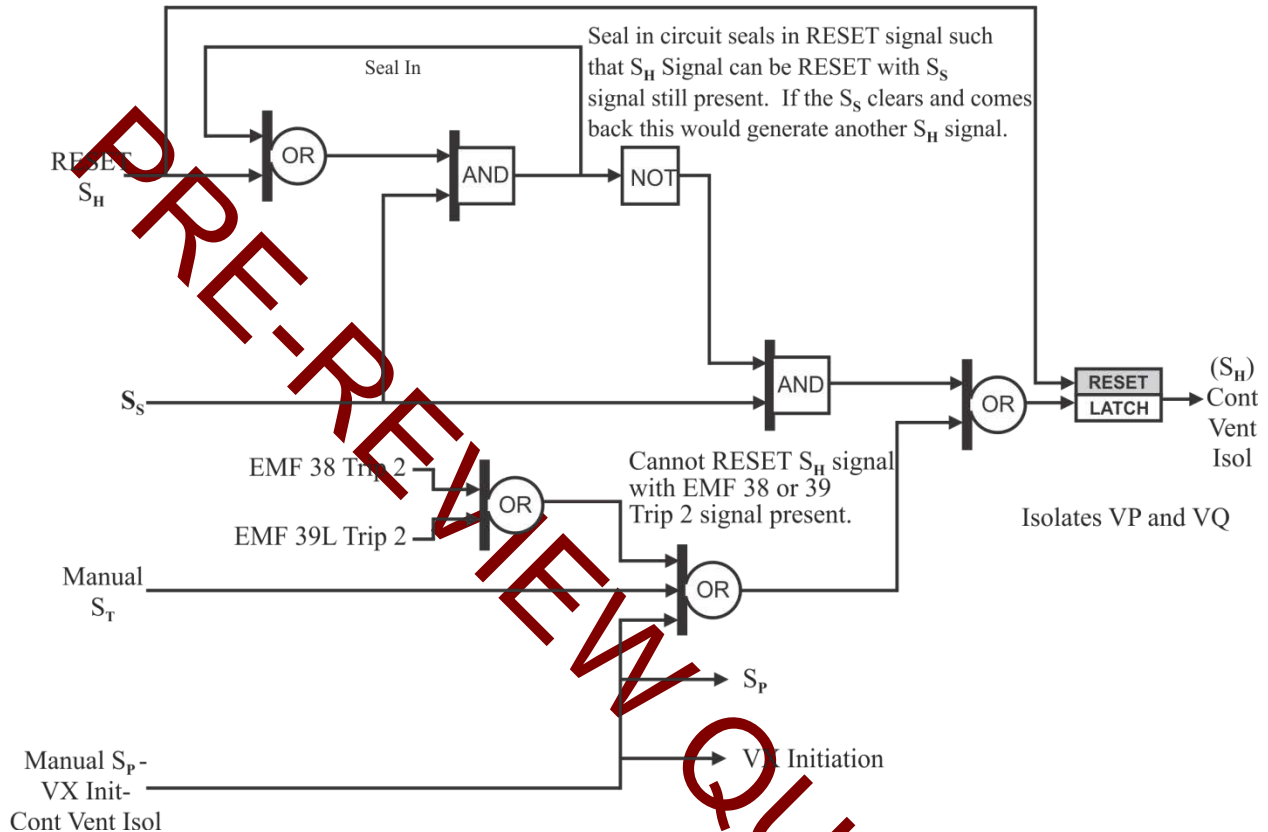 Seal in circuit seals in RESET signal such
that SH Signal can be RESET with SS
signal still present. If the SS clears and comes
back this would generate another SH signal.
Seal In
RESET
SH
OR
AND
NOT
SS
AND
OR
RESET
LATCH
(SH)
Cont
Vent
Isol
EMF 38 Trip 2
EMF 39L Trip 2
OR
Cannot RESET SH signal
with EMF 38 or 39
Trip 2 signal present.
Isolates VP and VQ
Manual
ST
OR
SP
VX Initiation
Manual SP -
VX Init-
Cont Vent Isol
PRE-REVIEW QU